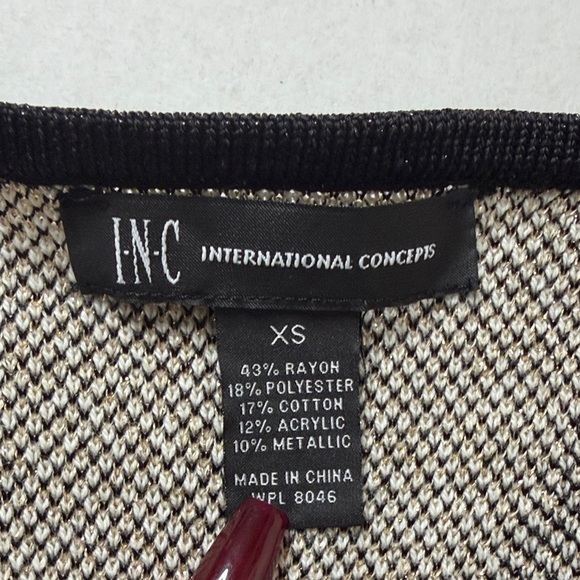 I·N·C INTERNATIONAL CONCEPTS
XS
43% RAYON
18% POLYESTER
17% COTTON
12% ACRYLIC
10% METALLIC
MADE IN CHINA
WPL 8046